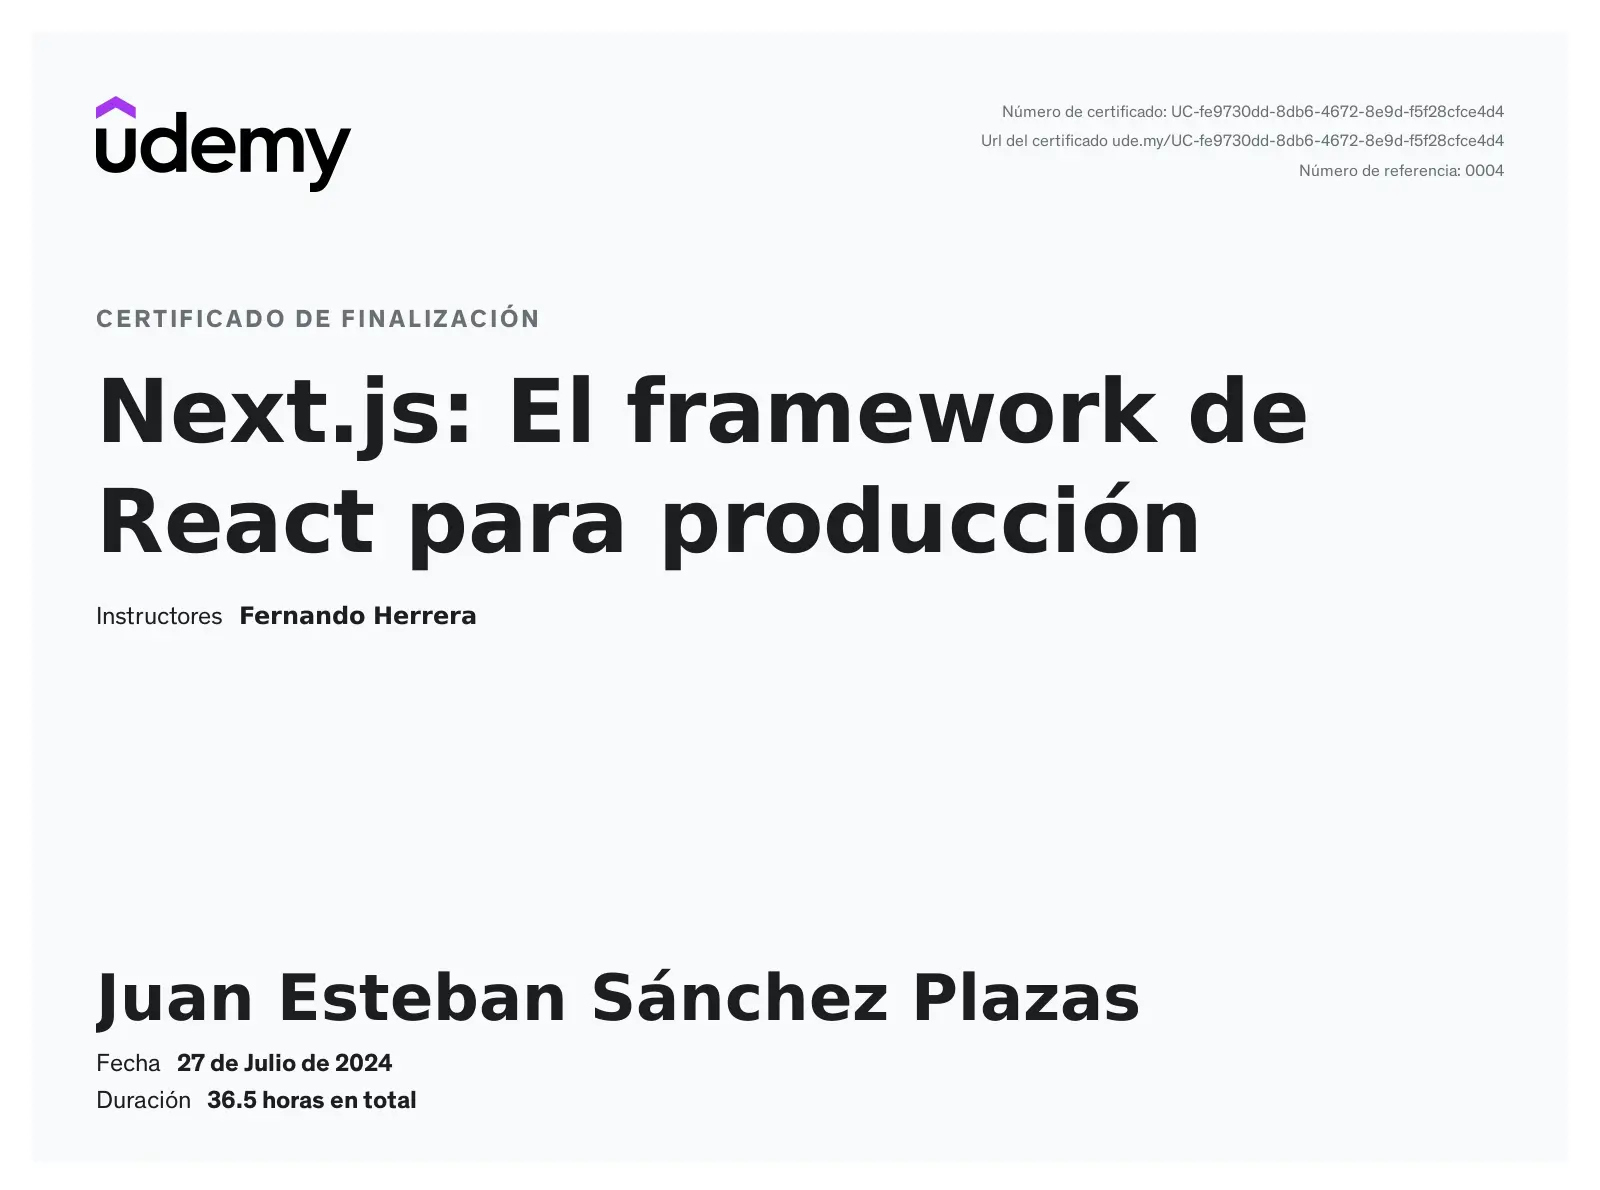 udemy
Número de certificado: UC-fe9730dd-8db6-4672-8e9d-f5f28cfce4d4
Url del certificado ude.my/UC-fe9730dd-8db6-4672-8e9d-f5f28cfce4d4
Número de referencia: 0004
CERTIFICADO DE FINALIZACIÓN
Next.js: El framework de
React para producción
Instructores Fernando Herrera
Juan Esteban Sánchez Plazas
Fecha 27 de Julio de 2024
Duración 36.5 horas en total